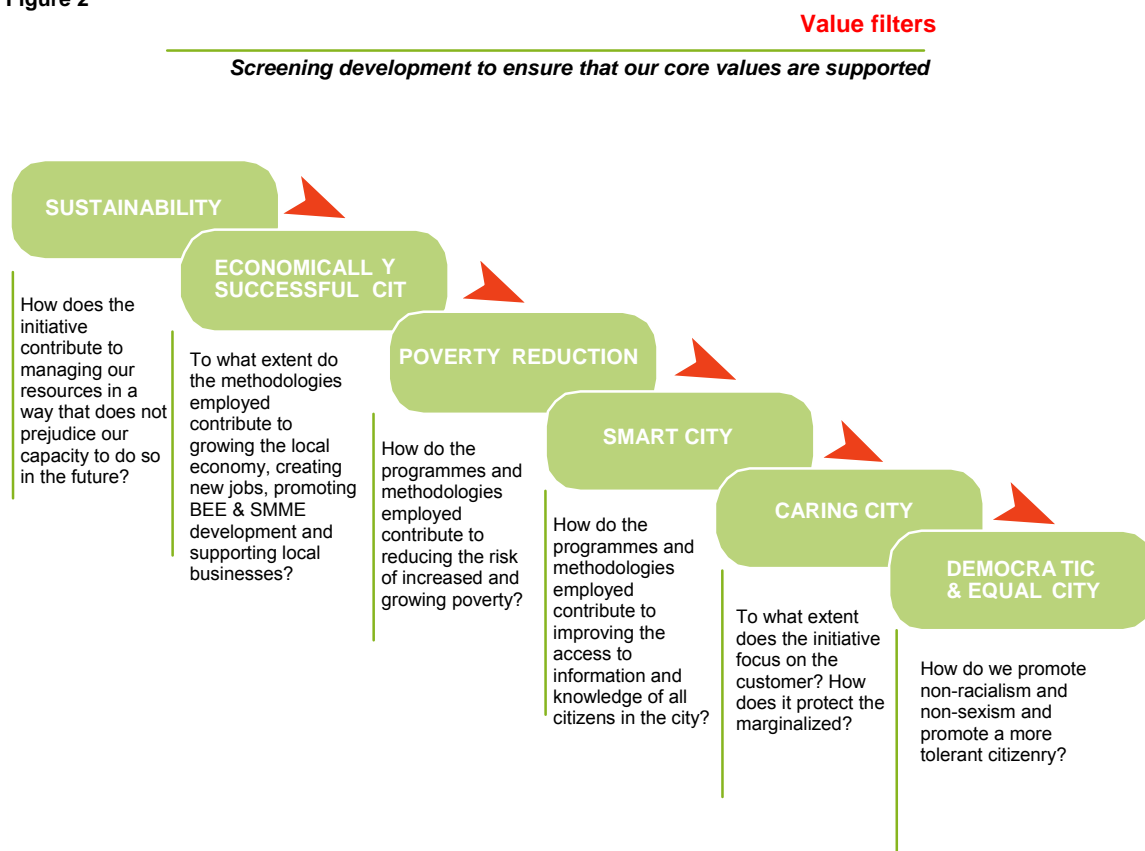 Figure 2
Value filters
Screening development to ensure that our core values are supported
SUSTAINABILITY
How does the
initiative
contribute to
managing our
resources in a
way that does not
prejudice our
capacity to do so
in the future?
ECONOMICALL Y
SUCCESSFUL CIT
To what extent do
the methodologies
employed
contribute to
growing the local
economy, creating
new jobs, promoting
BEE & SMME
development and
supporting local
businesses?
POVERTY REDUCTION
How do the
programmes and
methodologies
employed
contribute to
reducing the risk
of increased and
growing poverty?
SMART CITY
How do the
programmes and
methodologies
employed
contribute to
improving the
access to
information and
knowledge of all
citizens in the city?
CARING CITY
To what extent
does the initiative
focus on the
customer? How
does it protect the
marginalized?
DEMOCRA TIC
& EQUAL CITY
How do we promote
non-racialism and
non-sexism and
promote a more
tolerant citizenry?